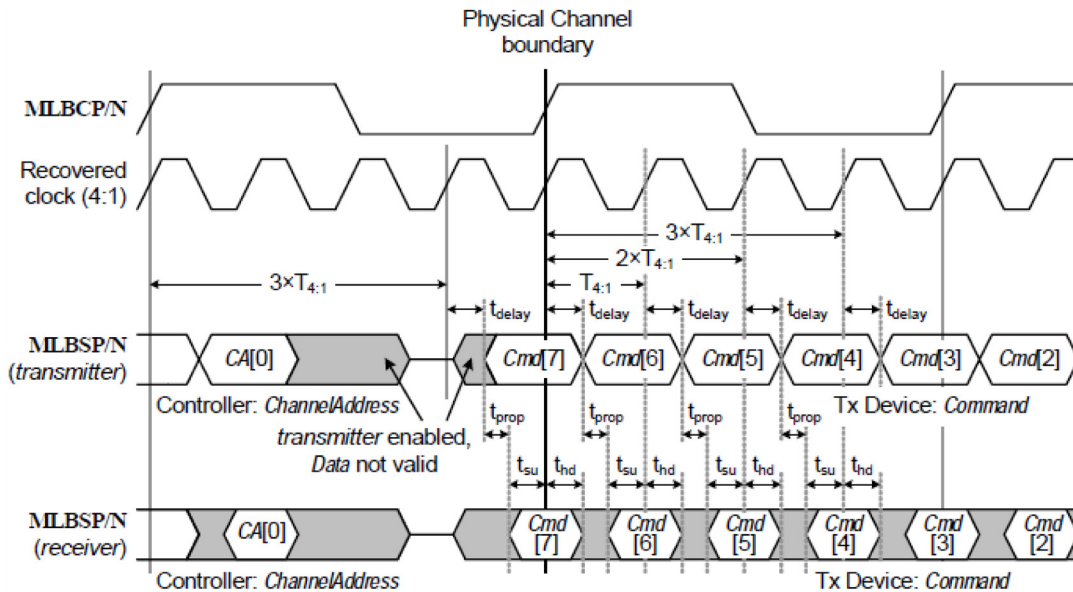 Physical Channel
boundary
MLBCP/N
Recovered
clock (4:1)
3×T4:1
2×T4:1
3×T4:1
T4:1
tdelay tdelay tdelay tdelay tdelay
MLBSP/N
(transmitter)
CA[0] Cmd[7] Cmd[6] Cmd[5] Cmd[4] Cmd[3] Cmd[2]
Controller: ChannelAddress
Tx Device: Command
transmitter enabled,
Data not valid
tprop tprop tprop tprop
tsu thd tsu thd tsu thd tsu thd
MLBSP/N
(receiver)
CA[0] Cmd [7] Cmd [6] Cmd [5] Cmd [4] Cmd [3] Cmd [2]
Controller: ChannelAddress
Tx Device: Command